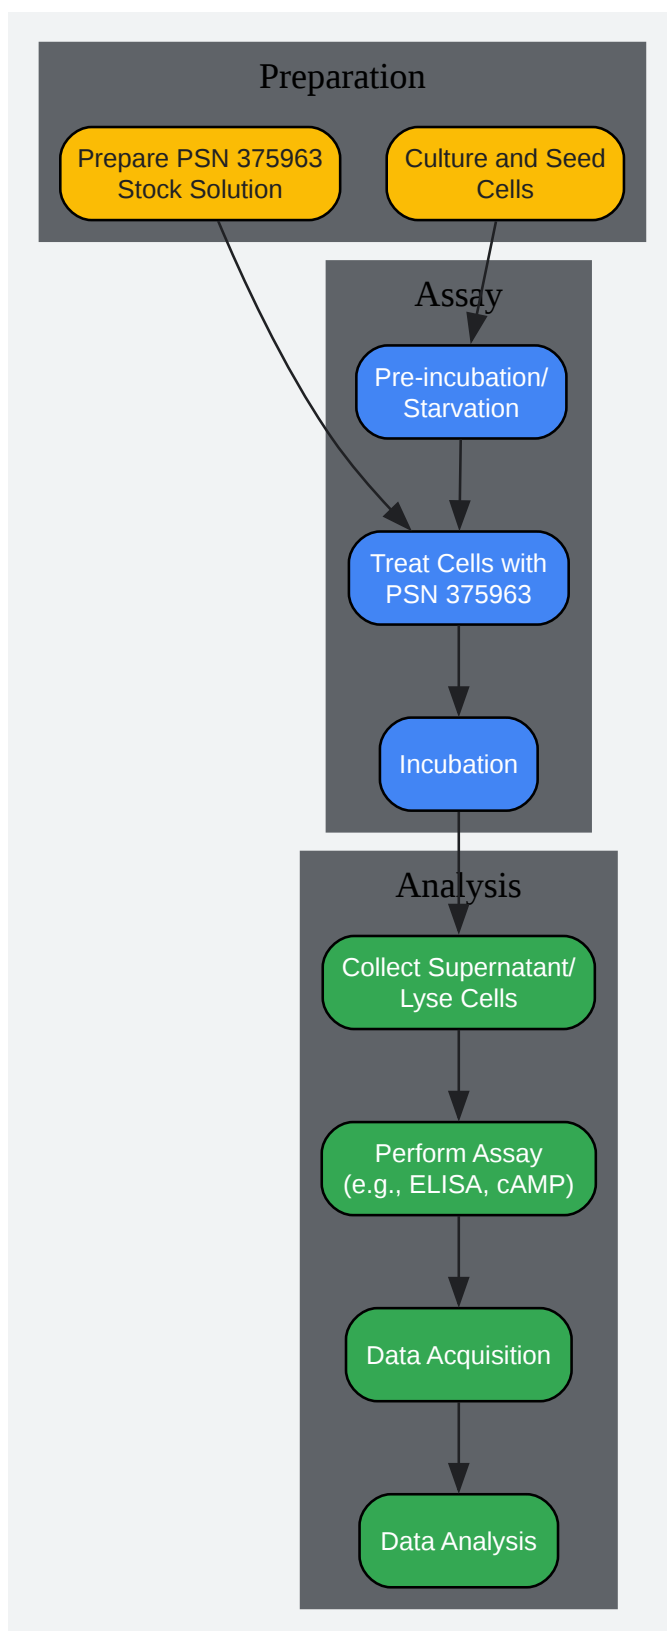 Preparation
Prepare PSN 375963
Stock Solution
Culture and Seed
Cells
Assay
Pre-incubation/
Starvation
Treat Cells with
PSN 375963
Incubation
Analysis
Collect Supernatant/
Lyse Cells
Perform Assay
(e.g., ELISA, cAMP)
Data Acquisition
Data Analysis